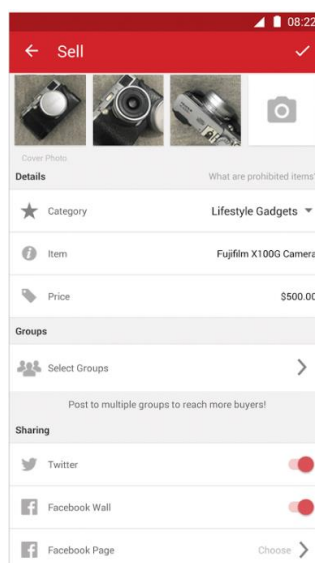 08:22
Sell
Cover Photo
Details What are prohibited items?
Category Lifestyle Gadgets
Item Fujifilm X100G Camera
Price $500.00
Groups
Select Groups
Post to multiple groups to reach more buyers!
Sharing
Twitter
Facebook Wall
Facebook Page Choose